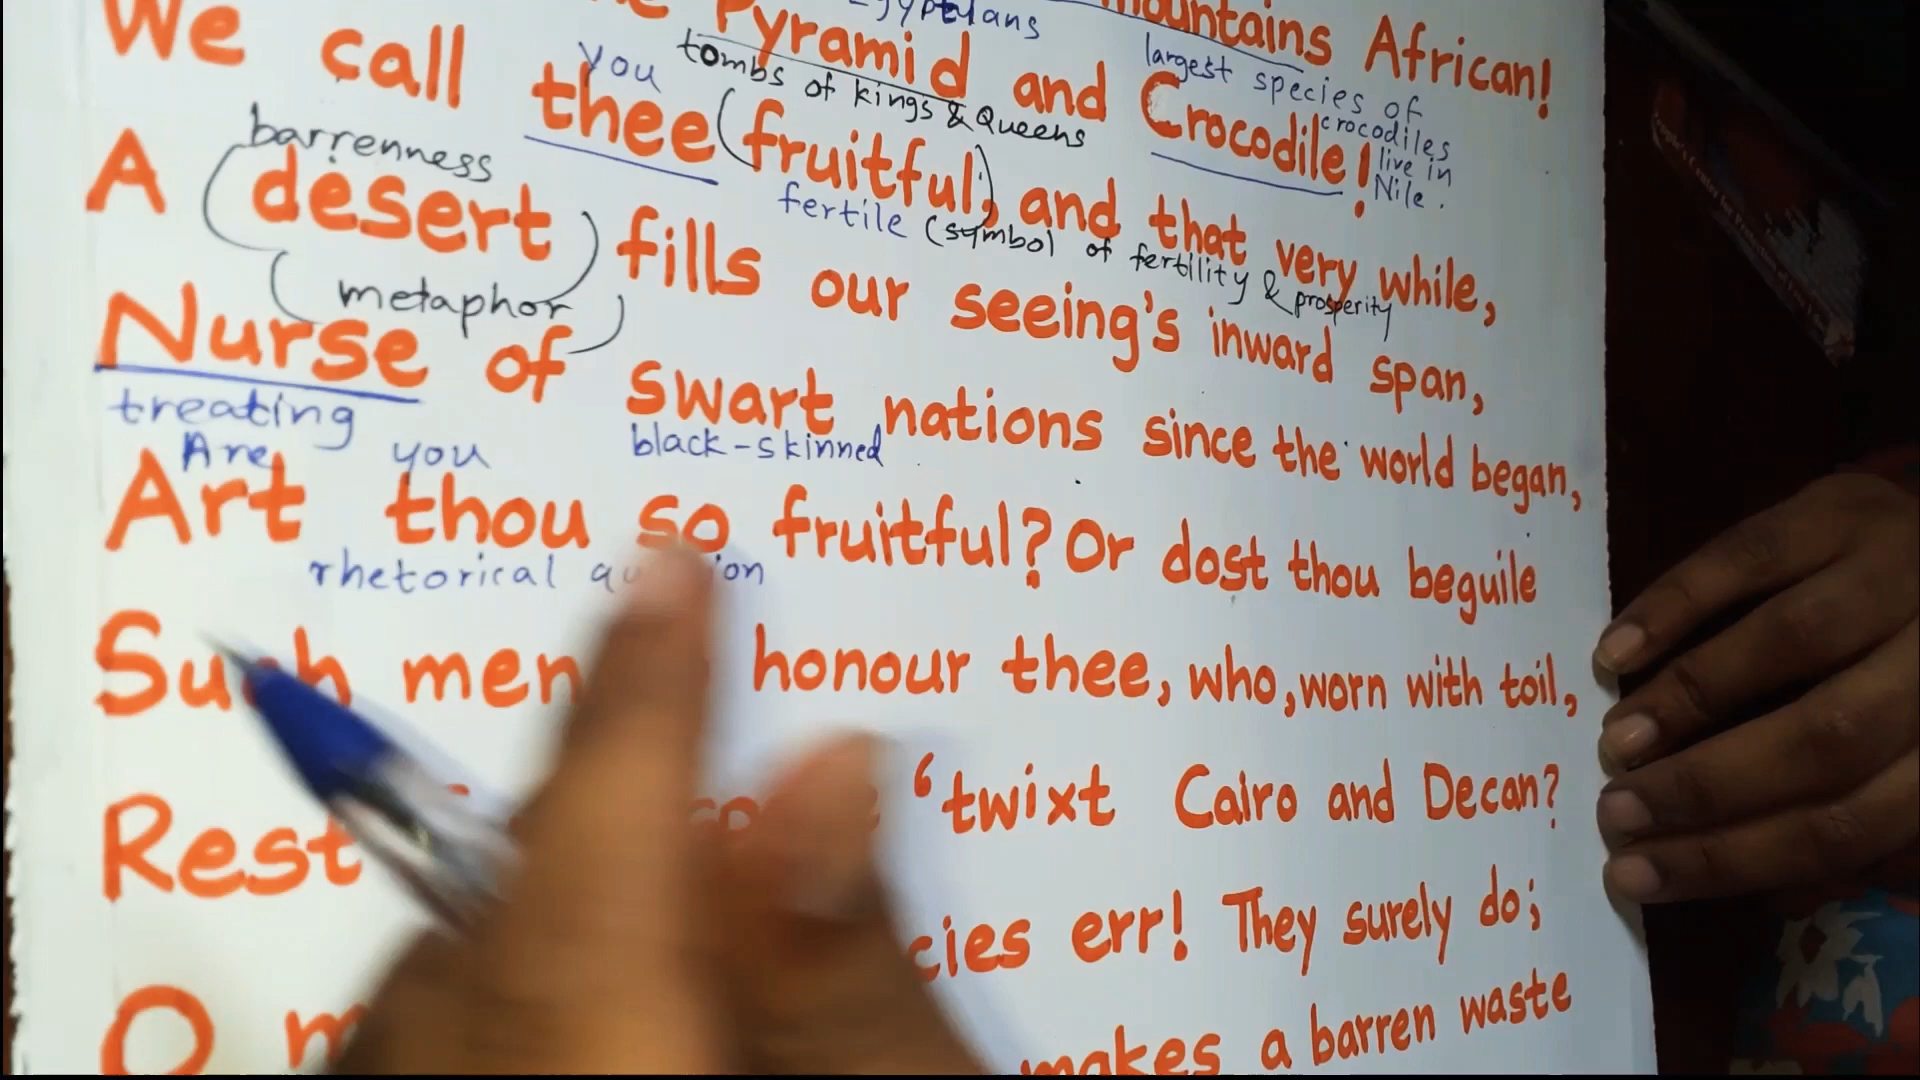 Pyramid mountains African!
yptians
We call thee fruitful, and Crocodile!
you tombs of kings & Queens
largest species of
crocodiles
live in
Nile.
barrenness
A desert fills and that very while,
fertile (symbol of fertility & prosperity
metaphor
Nurse of our seeing's inward span,
treating
swart nations since the world began,
black-skinned
Are you
Art thou so fruitful? Or dost thou beguile
rhetorical
Such men honour thee, who, worn with toil,
Rest 'twixt Cairo and Decan?
cies err! They surely do;
O makes a barren waste